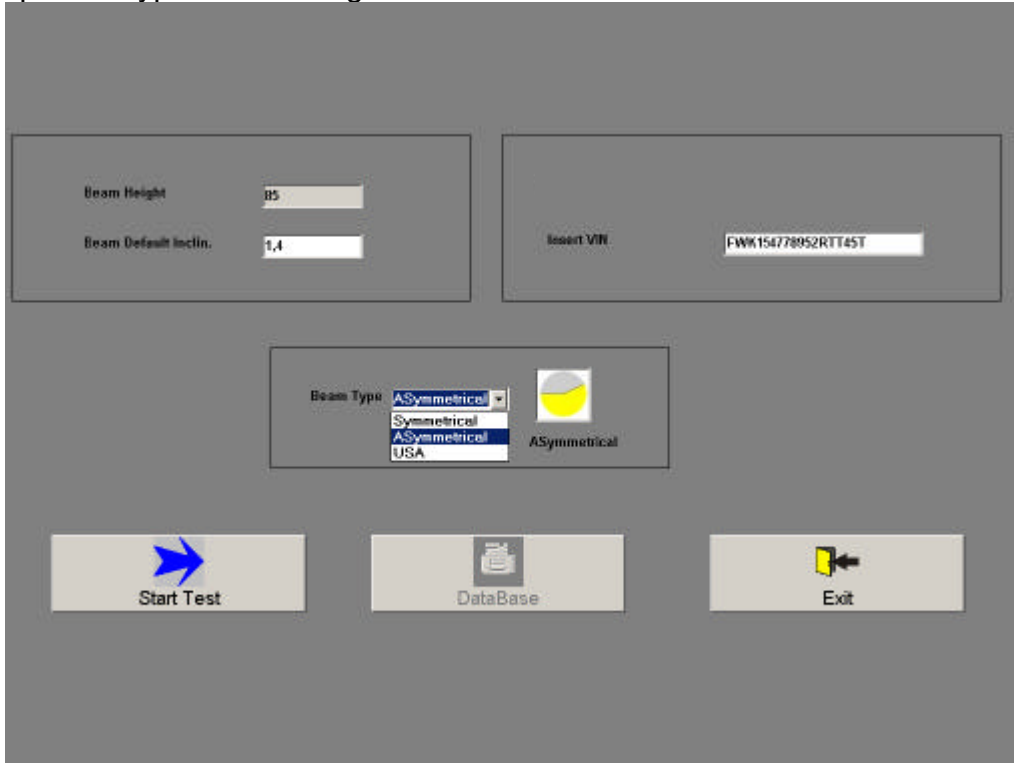 Beam Height 85
Beam Default Inclin. 1,4
Insert VIN FWK154778952RTT45T
Beam Type ASymmetrical
Symmetrical
ASymmetrical
USA
ASymmetrical
Start Test
DataBase
Exit